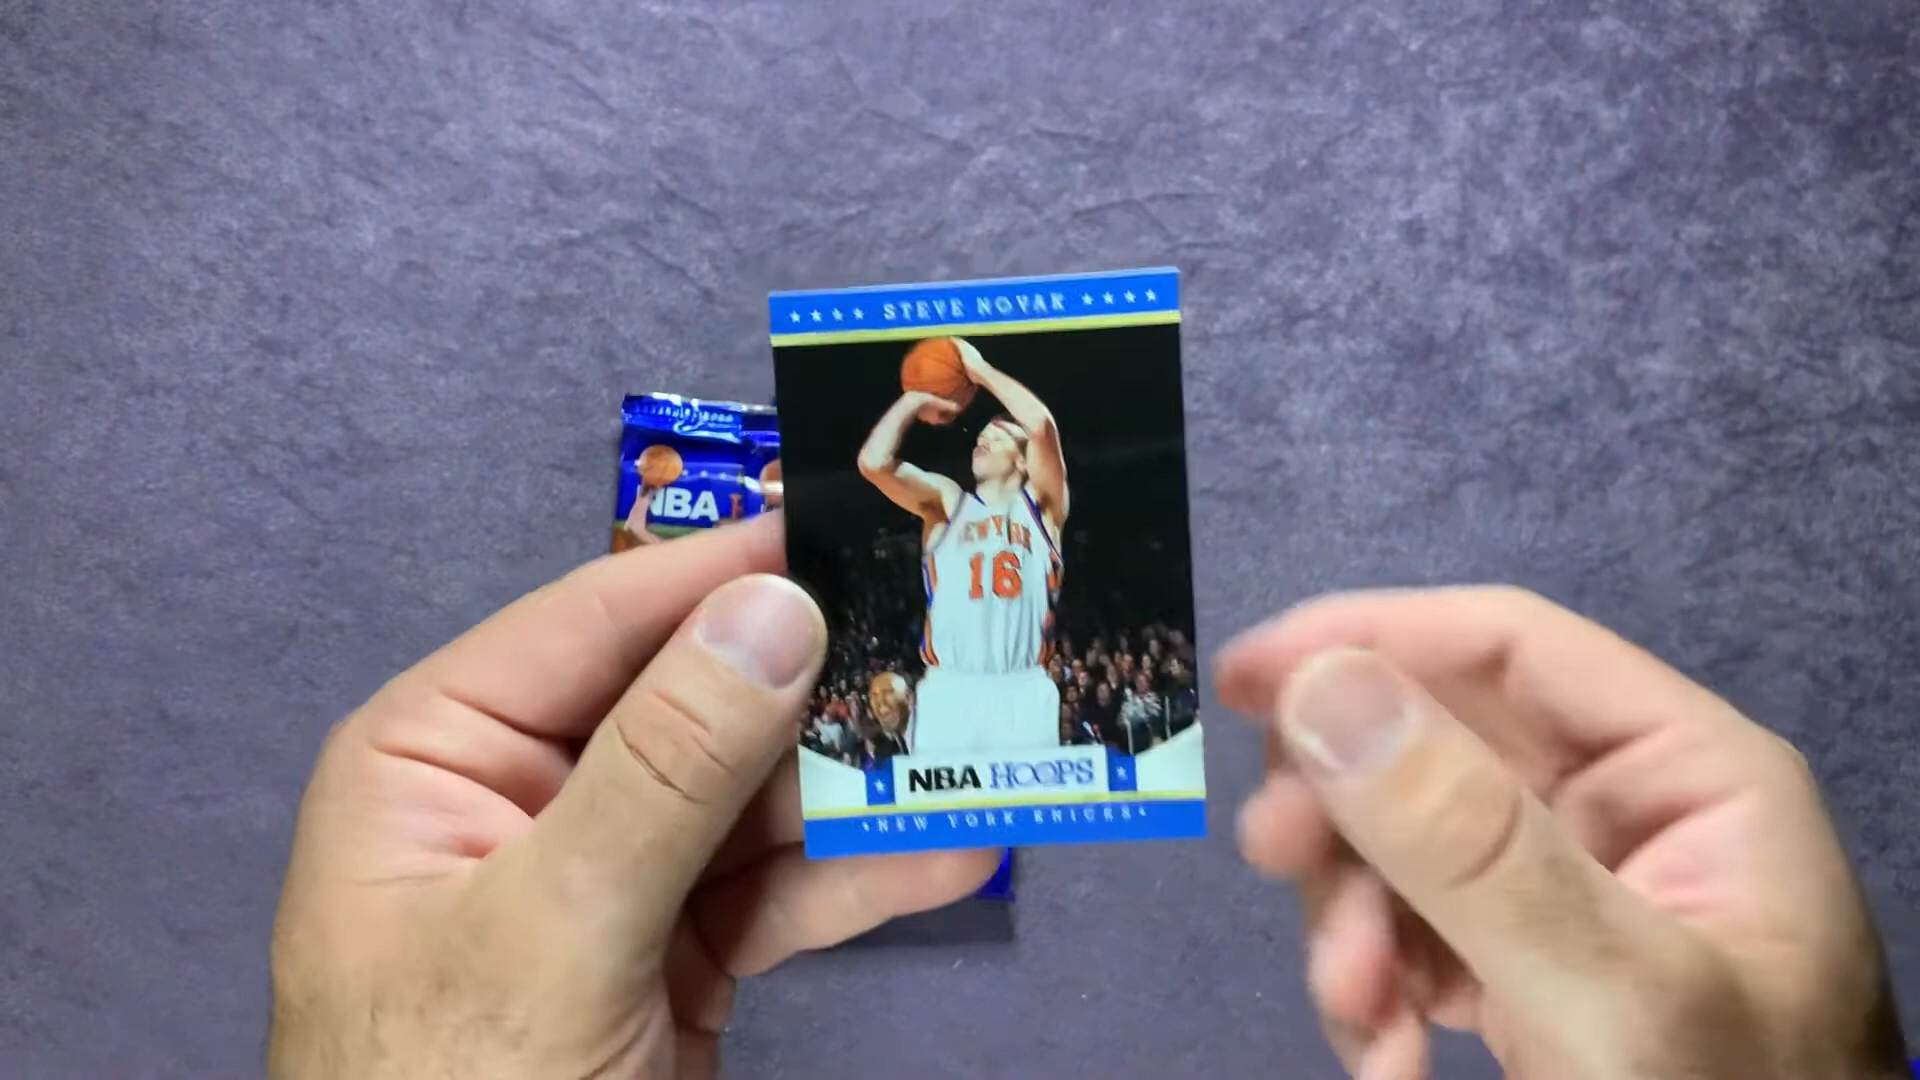 ★ ★ ★ ★ STEVE NOVAK ★ ★ ★ ★
NBA
NEW YORK
16
NBA HOOPS
NEW YORK KNICKS